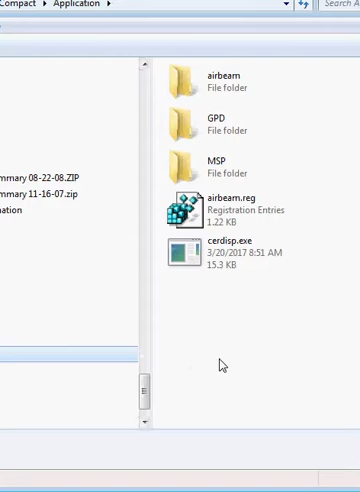 Compact ▸ Application ▸
Search A
mmary 08-22-08.ZIP
mmary 11-16-07.zip
mation
airbeam
File folder
GPD
File folder
MSP
File folder
airbeam.reg
Registration Entries
1.22 KB
cerdisp.exe
3/20/2017 8:51 AM
15.3 KB